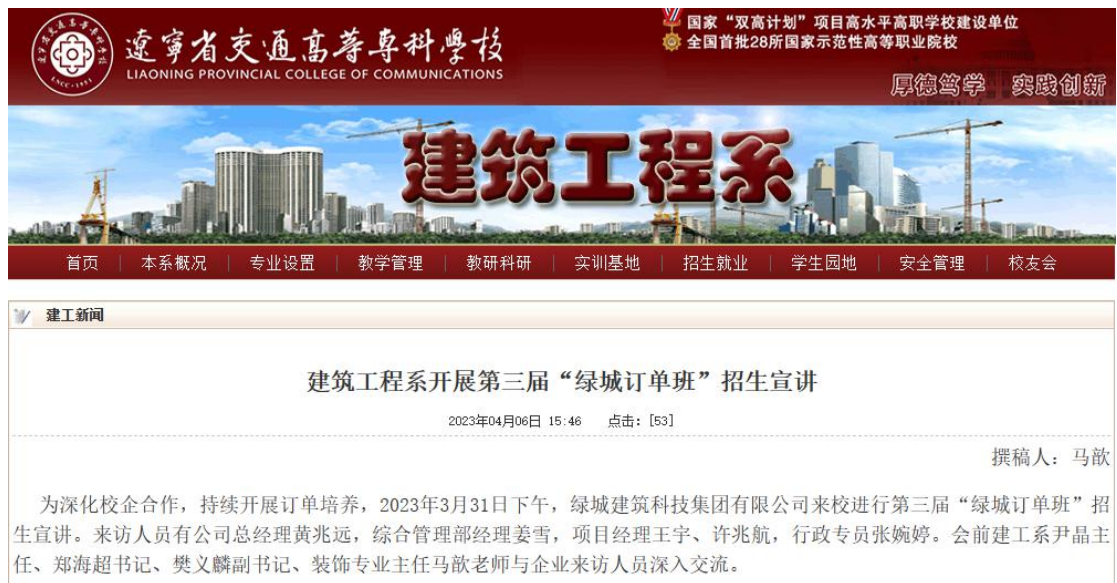 国家“双高计划”项目高水平高职学校建设单位
全国首批28所国家示范性高等职业院校
辽宁省交通高等专科学校
LIAONING PROVINCIAL COLLEGE OF COMMUNICATIONS
厚德笃学 实践创新
建筑工程系
首页 | 本系概况 | 专业设置 | 教学管理 | 教研科研 | 实训基地 | 招生就业 | 学生园地 | 安全管理 | 校友会
建工新闻
建筑工程系开展第三届“绿城订单班”招生宣讲
2023年04月06日 15:46 点击：[53]
撰稿人：马歆
为深化校企合作，持续开展订单培养，2023年3月31日下午，绿城建筑科技集团有限公司来校进行第三届“绿城订单班”招
生宣讲。来访人员有公司总经理黄兆远，综合管理部经理姜雪，项目经理王宇、许兆航，行政专员张婉婷。会前建工系尹晶主
任、郑海超书记、樊义麟副书记、装饰专业主任马歆老师与企业来访人员深入交流。